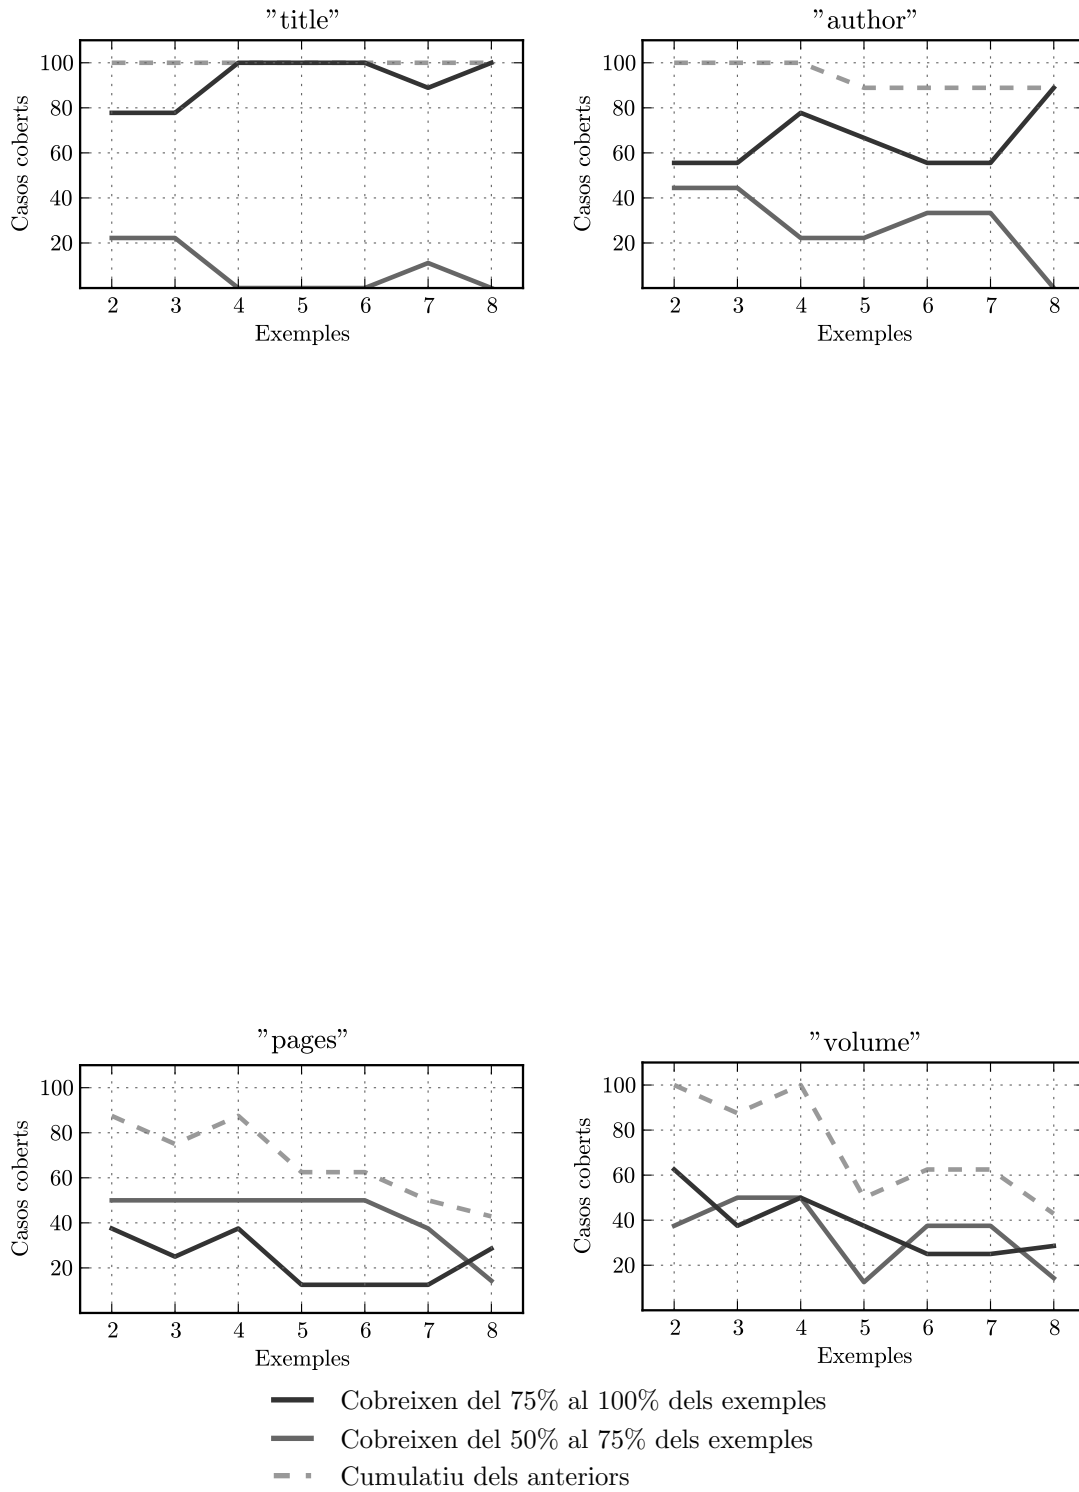 ”title”
Casos coberts
100
80
60
40
20
2 3 4 5 6 7 8
Exemples
”author”
Casos coberts
100
80
60
40
20
2 3 4 5 6 7 8
Exemples
”pages”
Casos coberts
100
80
60
40
20
2 3 4 5 6 7 8
Exemples
”volume”
Casos coberts
100
80
60
40
20
2 3 4 5 6 7 8
Exemples
Cobreixen del 75% al 100% dels exemples
Cobreixen del 50% al 75% dels exemples
Cumulatiu dels anteriors